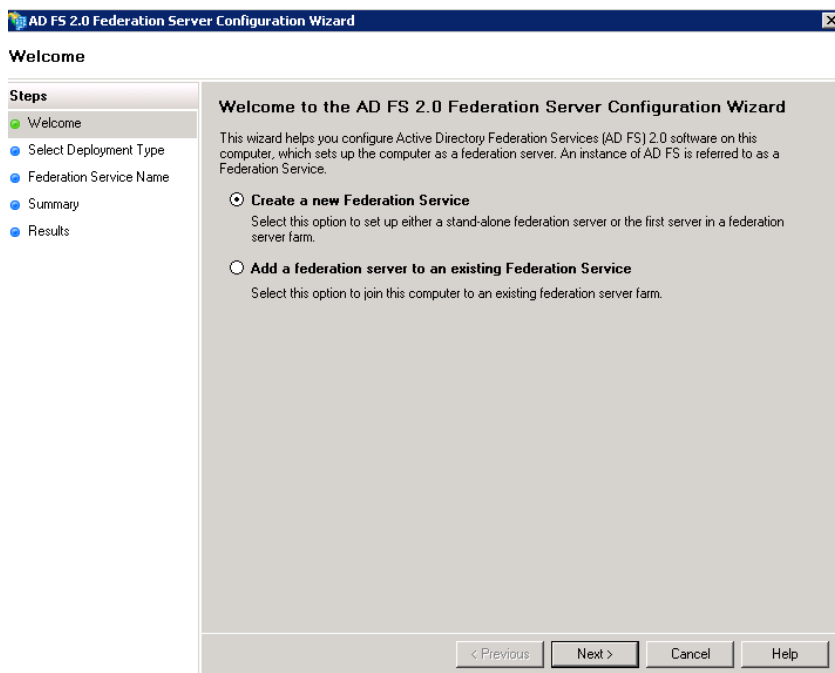 AD FS 2.0 Federation Server Configuration Wizard
Welcome
Steps
Welcome
Select Deployment Type
Federation Service Name
Summary
Results
Welcome to the AD FS 2.0 Federation Server Configuration Wizard
This wizard helps you configure Active Directory Federation Services (AD FS) 2.0 software on this
computer, which sets up the computer as a federation server. An instance of AD FS is referred to as a
Federation Service.
Create a new Federation Service
Select this option to set up either a stand-alone federation server or the first server in a federation
server farm.
Add a federation server to an existing Federation Service
Select this option to join this computer to an existing federation server farm.
< Previous
Next >
Cancel
Help